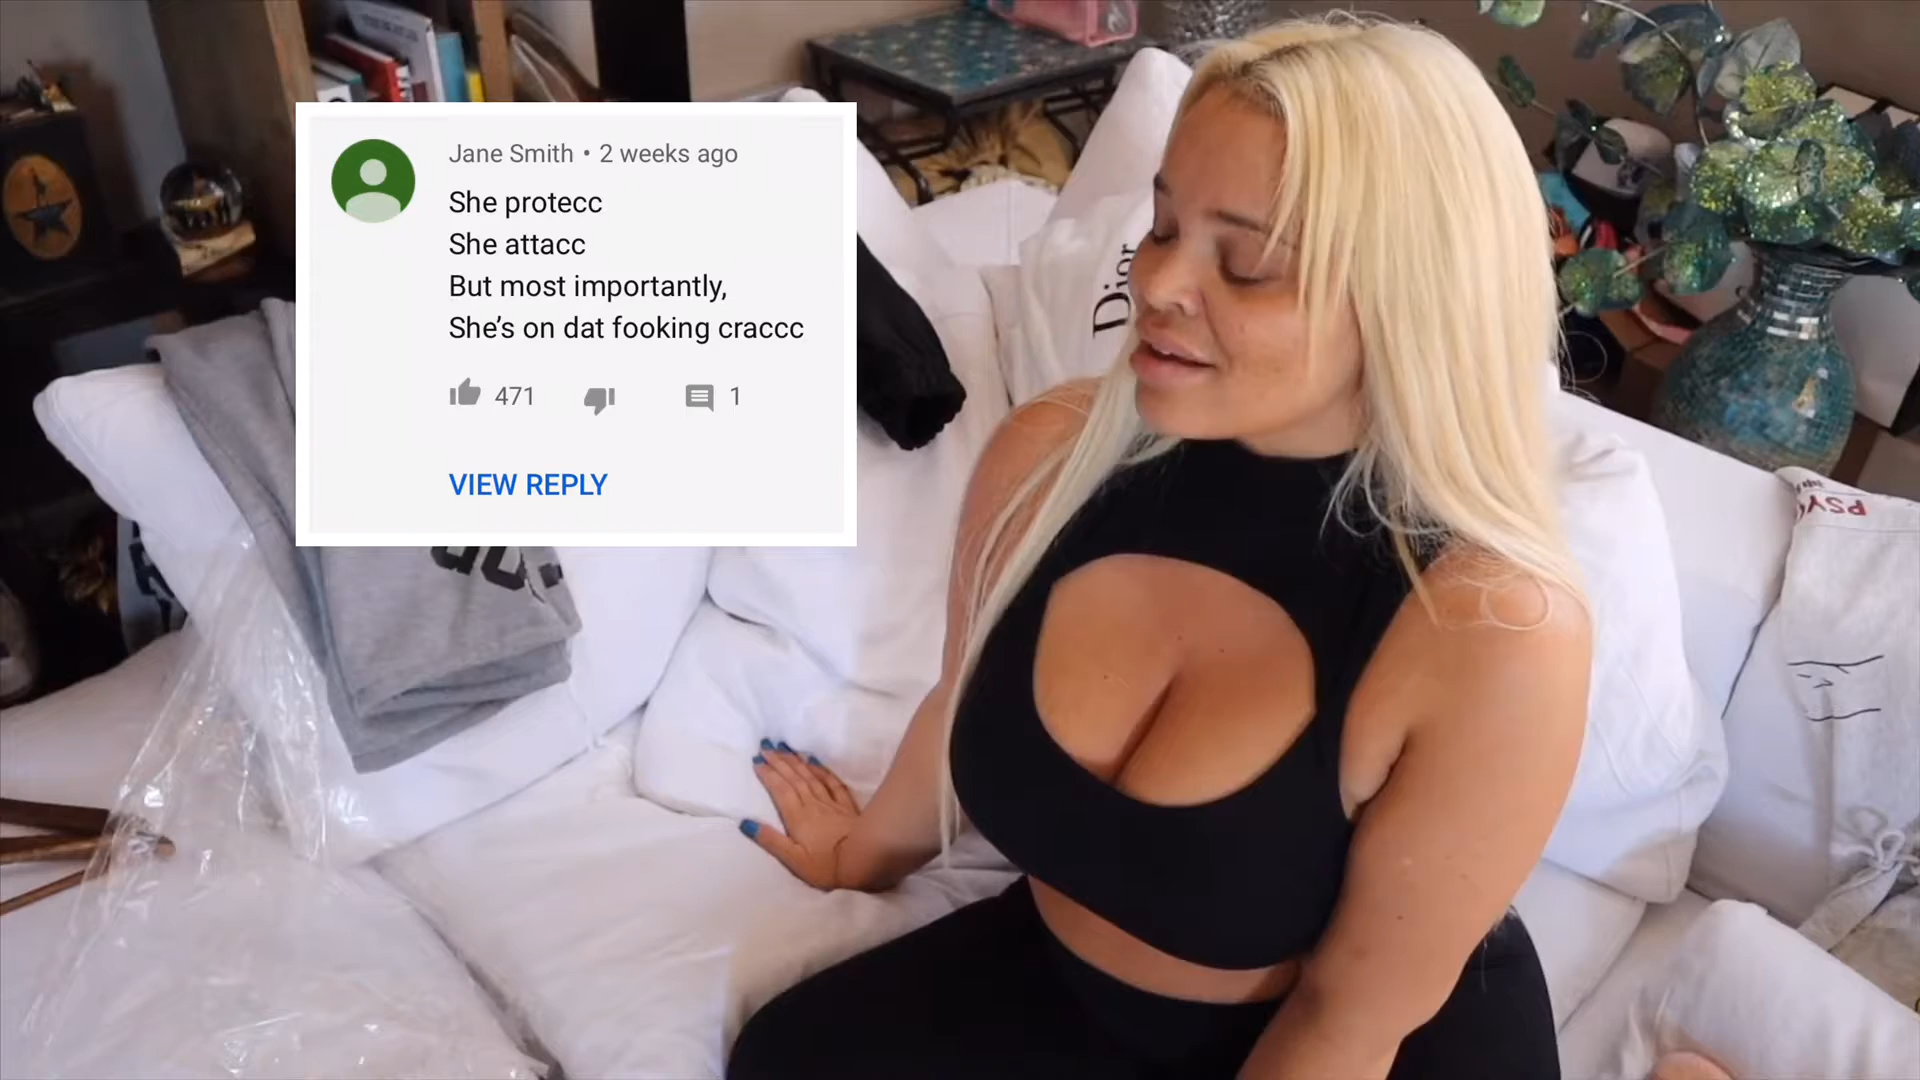 Jane Smith • 2 weeks ago
She protecc
She attacc
But most importantly,
She’s on dat fooking craccc
471
1
VIEW REPLY
Dior